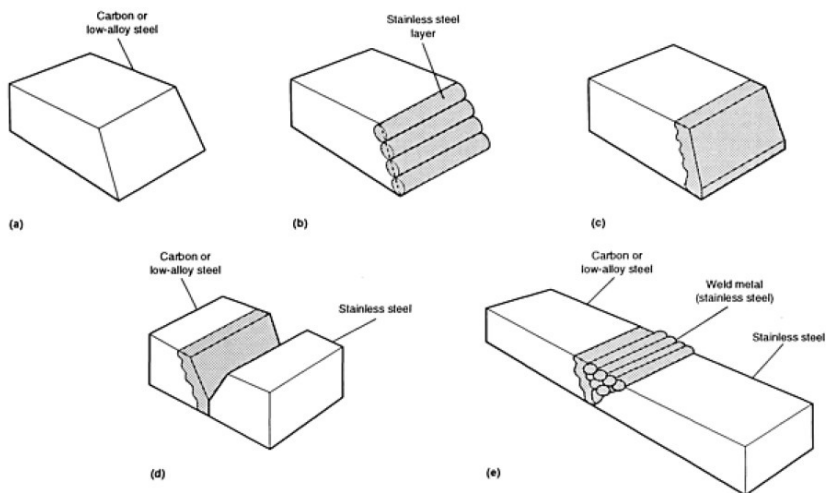 Carbon or
low-alloy steel
Stainless steel
layer
(a)
(b)
(c)
Carbon or
low-alloy steel
Stainless steel
(d)
Carbon or
low-alloy steel
Weld metal
(stainless steel)
Stainless steel
(e)